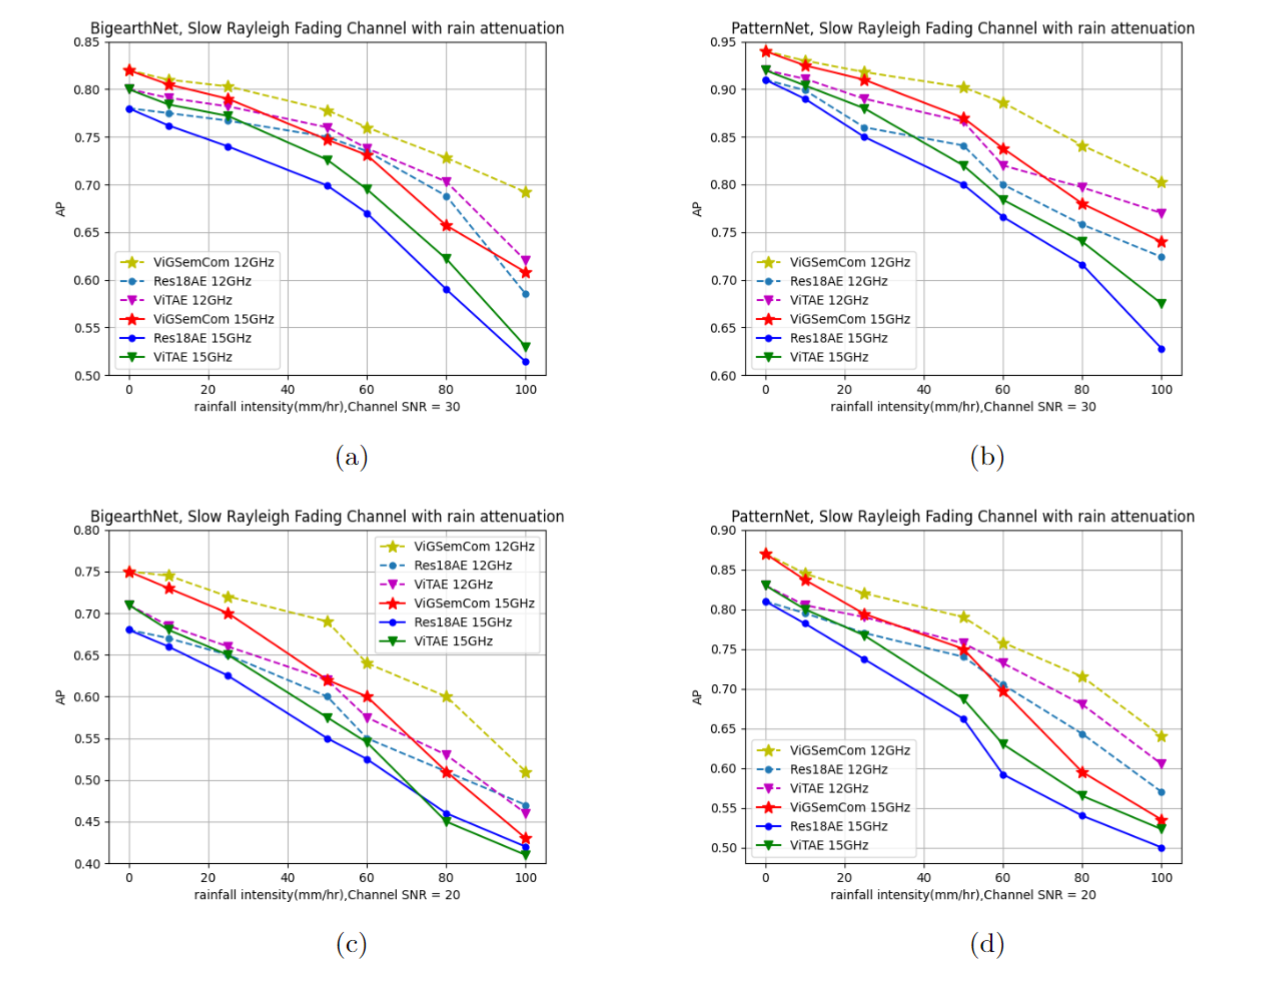 BigearthNet, Slow Rayleigh Fading Channel with rain attenuation
0.85
0.80
0.75
0.70
0.65
0.60
0.55
0.50
AP
ViGSemCom 12GHz
Res18AE 12GHz
ViTAE 12GHz
ViGSemCom 15GHz
Res18AE 15GHz
ViTAE 15GHz
0 20 40 60 80 100
rainfall intensity(mm/hr),Channel SNR = 30
(a)
PatternNet, Slow Rayleigh Fading Channel with rain attenuation
0.95
0.90
0.85
0.80
0.75
0.70
0.65
0.60
AP
ViGSemCom 12GHz
Res18AE 12GHz
ViTAE 12GHz
ViGSemCom 15GHz
Res18AE 15GHz
ViTAE 15GHz
0 20 40 60 80 100
rainfall intensity(mm/hr),Channel SNR = 30
(b)
BigearthNet, Slow Rayleigh Fading Channel with rain attenuation
0.80
0.75
0.70
0.65
0.60
0.55
0.50
0.45
0.40
AP
ViGSemCom 12GHz
Res18AE 12GHz
ViTAE 12GHz
ViGSemCom 15GHz
Res18AE 15GHz
ViTAE 15GHz
0 20 40 60 80 100
rainfall intensity(mm/hr),Channel SNR = 20
(c)
PatternNet, Slow Rayleigh Fading Channel with rain attenuation
0.90
0.85
0.80
0.75
0.70
0.65
0.60
0.55
0.50
AP
ViGSemCom 12GHz
Res18AE 12GHz
ViTAE 12GHz
ViGSemCom 15GHz
Res18AE 15GHz
ViTAE 15GHz
0 20 40 60 80 100
rainfall intensity(mm/hr),Channel SNR = 20
(d)